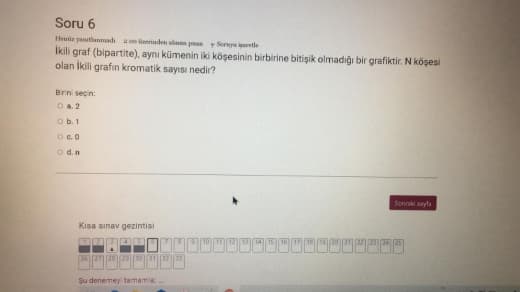 Soru 6
Henüz yanıtlanmadı 2,00 üzerinden alınan puan Soruyu işaretle
İkili graf (bipartite), aynı kümenin iki köşesinin birbirine bitişik olmadığı bir grafiktir. N köşesi
olan İkili grafın kromatik sayısı nedir?
Birini seçin:
a. 2
b. 1
c. 0
d. n
Sonraki sayfa
Kısa sınav gezintisi
1 2 3 4 5 6 7 8 9 10 11 12 13 14 15 16 17 18 19 20 21 22 23 24 25
26 27 28 29 30 31 32 33
Şu denemeyi tamamla: ...